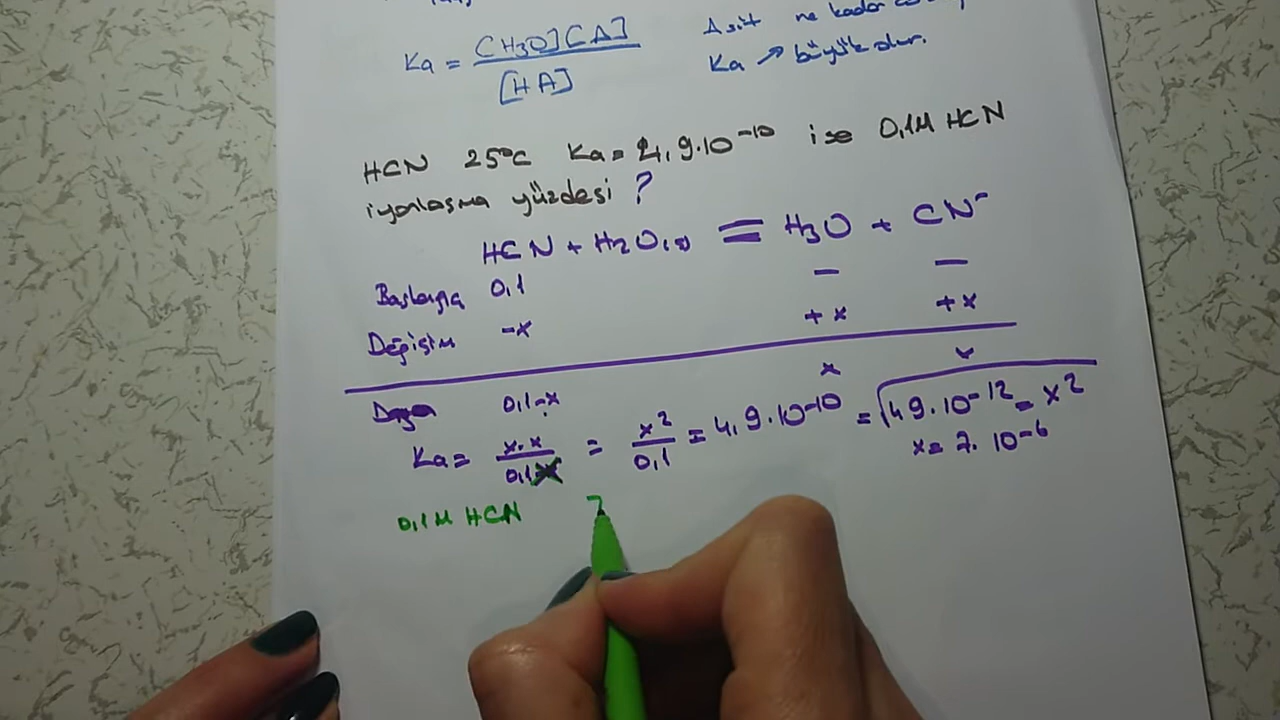 Ka = [H3O][A]
[HA]
Asit ne kadar
Ka ↗ büyük olur.
HCN 25°C Ka = 4,9.10⁻¹⁰ ise 0,1M HCN
iyonlaşma yüzdesi ?
HCN + H2O(s) = H3O + CN⁻
Başlangıç 0,1 — —
Değişim -x +x +x
Denge 0,1-x x x
Ka = x.x / 0,1-x = x² / 0,1 = 4,9.10⁻¹⁰ = √49.10⁻¹² = x²
x = 7.10⁻⁶
0,1M HCN 7